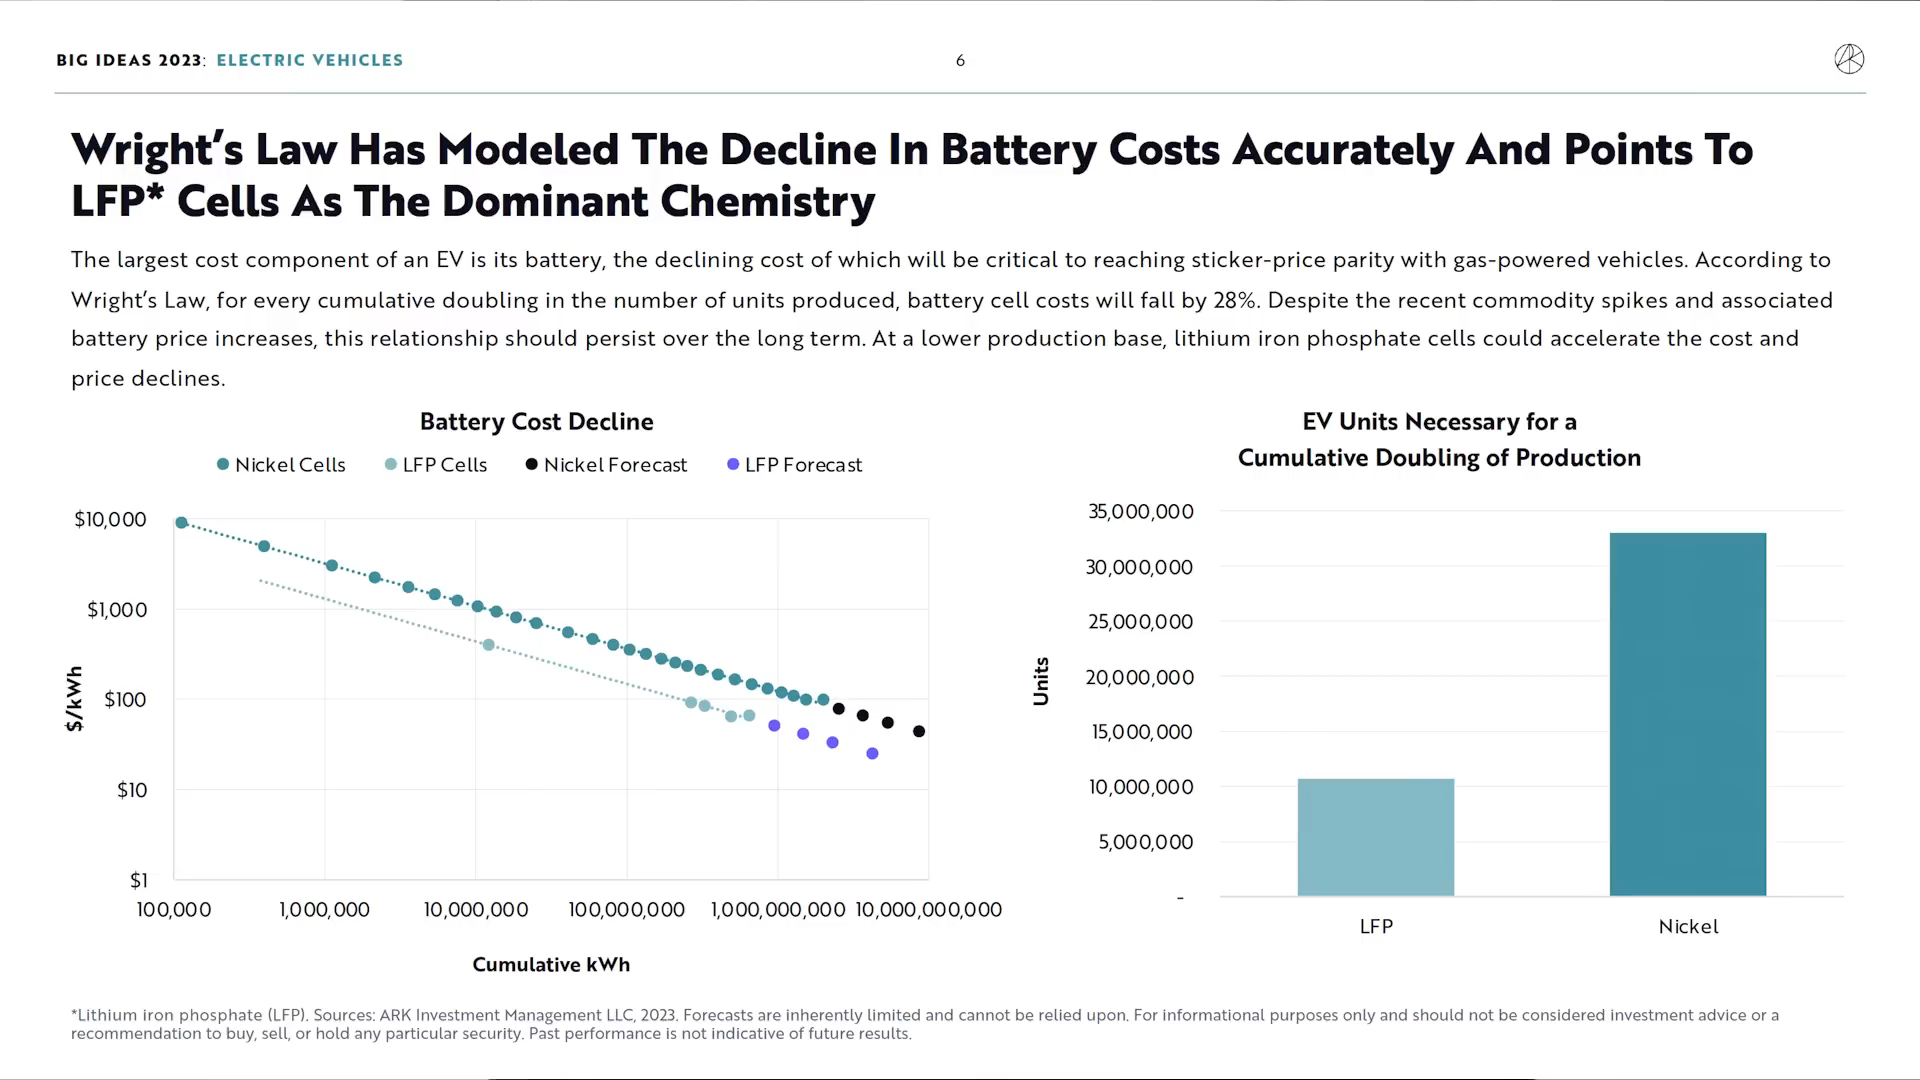 BIG IDEAS 2023: ELECTRIC VEHICLES
6
Wright's Law Has Modeled The Decline In Battery Costs Accurately And Points To
LFP* Cells As The Dominant Chemistry
The largest cost component of an EV is its battery, the declining cost of which will be critical to reaching sticker-price parity with gas-powered vehicles. According to
Wright's Law, for every cumulative doubling in the number of units produced, battery cell costs will fall by 28%. Despite the recent commodity spikes and associated
battery price increases, this relationship should persist over the long term. At a lower production base, lithium iron phosphate cells could accelerate the cost and
price declines.
Battery Cost Decline
Nickel Cells
LFP Cells
Nickel Forecast
LFP Forecast
$10,000
$1,000
$100
$10
$1
$/kWh
100,000
1,000,000
10,000,000
100,000,000
1,000,000,000
10,000,000,000
Cumulative kWh
EV Units Necessary for a
Cumulative Doubling of Production
35,000,000
30,000,000
25,000,000
20,000,000
15,000,000
10,000,000
5,000,000
-
Units
LFP
Nickel
*Lithium iron phosphate (LFP). Sources: ARK Investment Management LLC, 2023. Forecasts are inherently limited and cannot be relied upon. For informational purposes only and should not be considered investment advice or a
recommendation to buy, sell, or hold any particular security. Past performance is not indicative of future results.